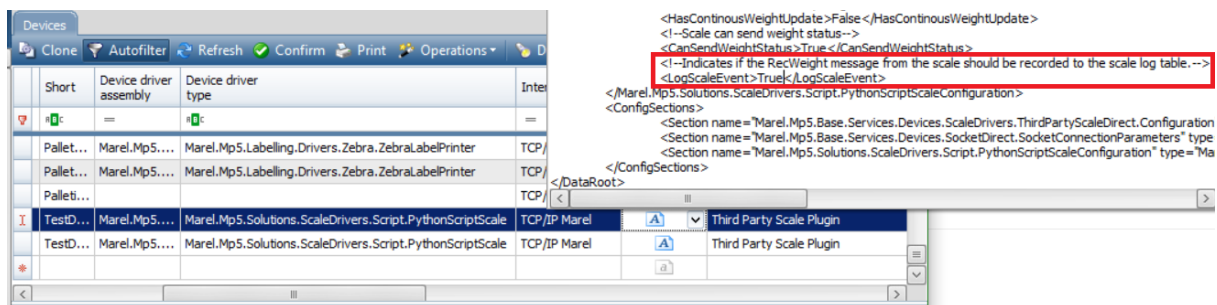 Devices
Clone Autofilter Refresh Confirm Print Operations D
Short Device driver assembly Device driver type Inter
= =
Pallet... Marel.Mp5.... Marel.Mp5.Labelling.Drivers.Zebra.ZebraLabelPrinter TCP/
Pallet... Marel.Mp5.... Marel.Mp5.Labelling.Drivers.Zebra.ZebraLabelPrinter TCP/
Palleti... TCP/
TestD... Marel.Mp5.... Marel.Mp5.Solutions.ScaleDrivers.Script.PythonScriptScale TCP/IP Marel A Third Party Scale Plugin
TestD... Marel.Mp5.... Marel.Mp5.Solutions.ScaleDrivers.Script.PythonScriptScale TCP/IP Marel A Third Party Scale Plugin
a
<HasContinousWeightUpdate>False</HasContinousWeightUpdate>
<!--Scale can send weight status-->
<CanSendWeightStatus>True</CanSendWeightStatus>
<!--Indicates if the RecWeight message from the scale should be recorded to the scale log table.-->
<LogScaleEvent>True</LogScaleEvent>
</Marel.Mp5.Solutions.ScaleDrivers.Script.PythonScriptScaleConfiguration>
<ConfigSections>
<Section name="Marel.Mp5.Base.Services.Devices.ScaleDrivers.ThirdPartyScaleDirect.Configuration
<Section name="Marel.Mp5.Base.Services.Devices.SocketDirect.SocketConnectionParameters" type
<Section name="Marel.Mp5.Solutions.ScaleDrivers.Script.PythonScriptScaleConfiguration" type="Ma
</ConfigSections>
</DataRoot>